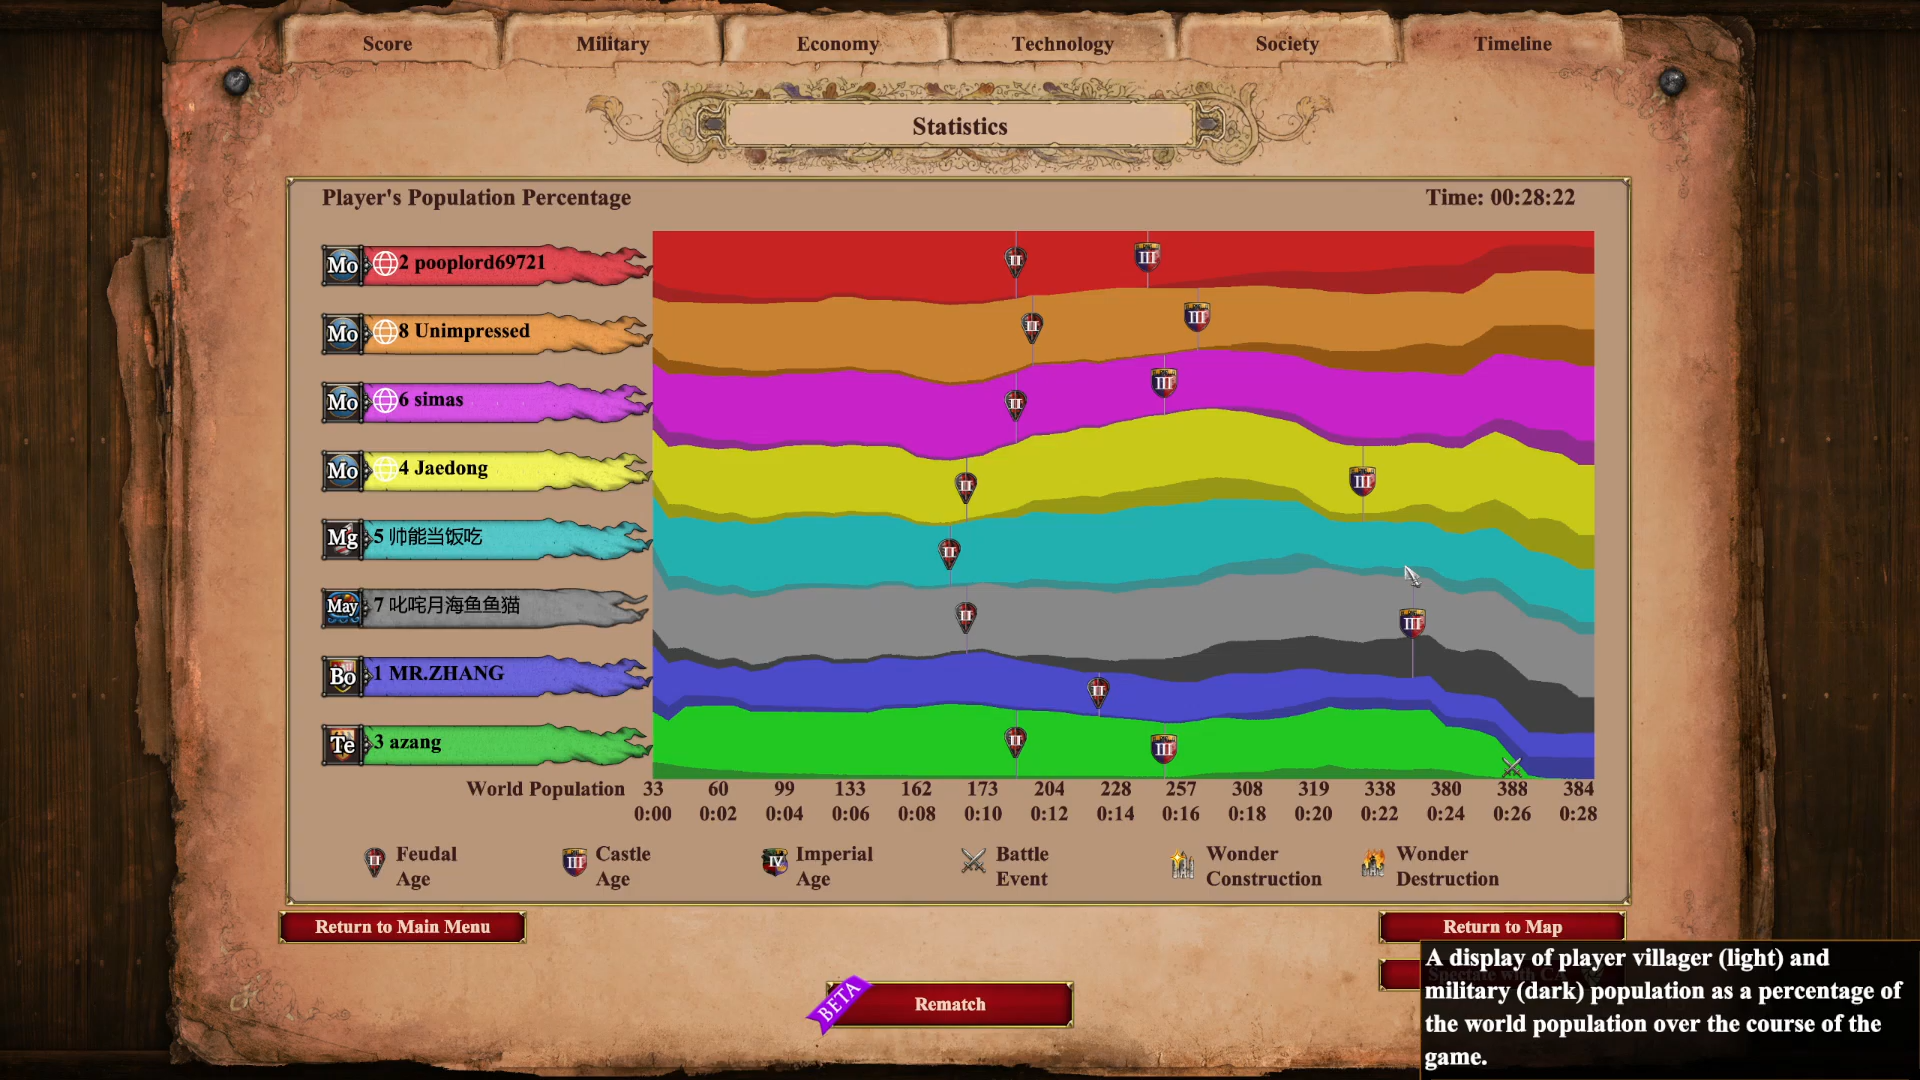 Score
Military
Economy
Technology
Society
Timeline
Statistics
Player's Population Percentage
Time: 00:28:22
Mo 2 pooplord69721
Mo 8 Unimpressed
Mo 6 simas
Mo 4 Jaedong
Mg 5 帅能当饭吃
May 7 叱咤月海鱼鱼猫
Bo 1 MR.ZHANG
Te 3 azang
II III
II III
II III
II III
II
II III
II
II III
World Population 33 60 99 133 162 173 204 228 257 308 319 338 380 388 384
0:00 0:02 0:04 0:06 0:08 0:10 0:12 0:14 0:16 0:18 0:20 0:22 0:24 0:26 0:28
II Feudal Age
III Castle Age
IV Imperial Age
Battle Event
Wonder Construction
Wonder Destruction
Return to Main Menu
Return to Map
Spectate with CA
BETA
Rematch
A display of player villager (light) and
military (dark) population as a percentage of
the world population over the course of the
game.